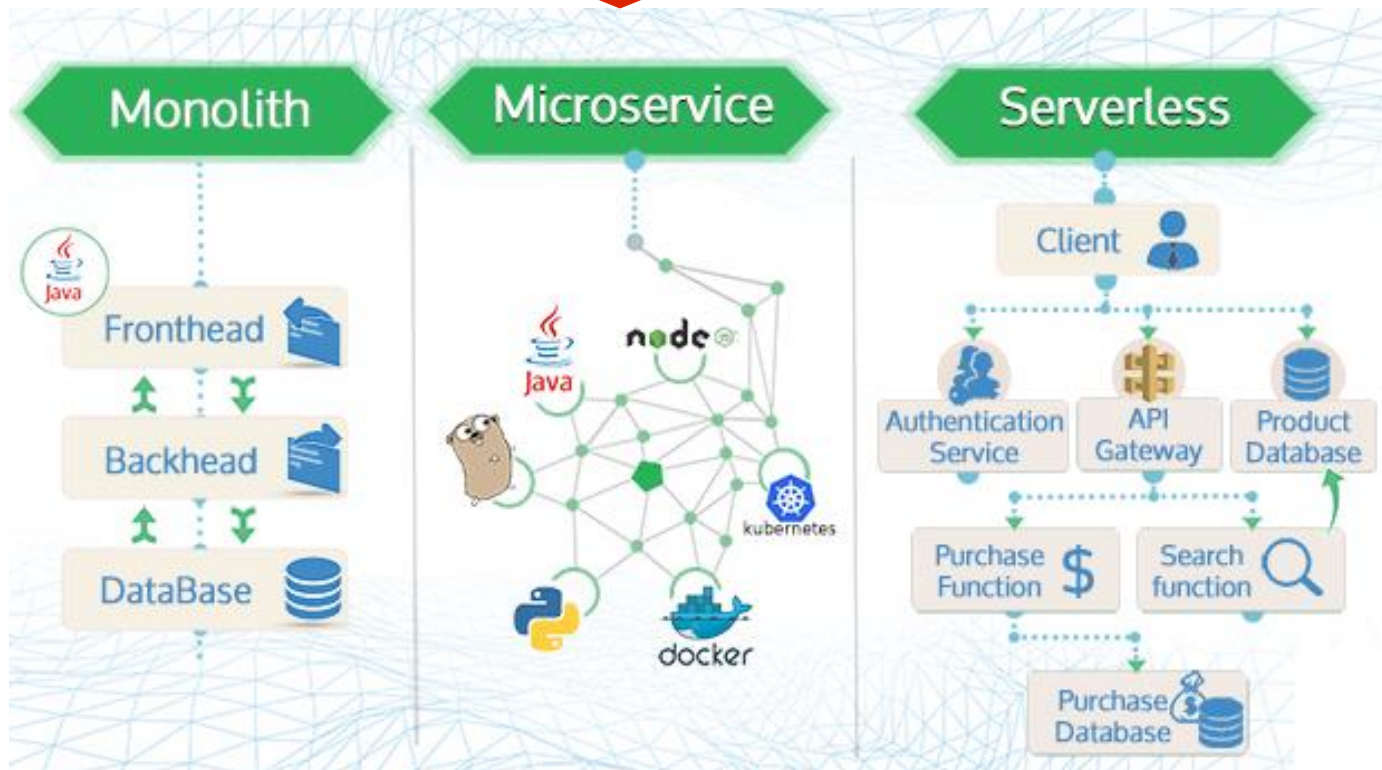 Monolith
Java
Fronthead
Backhead
DataBase
Microservice
Java
node
kubernetes
docker
Serverless
Client
Authentication
Service
API
Gateway
Product
Database
Purchase
Function
$
Search
function
Purchase
Database
$